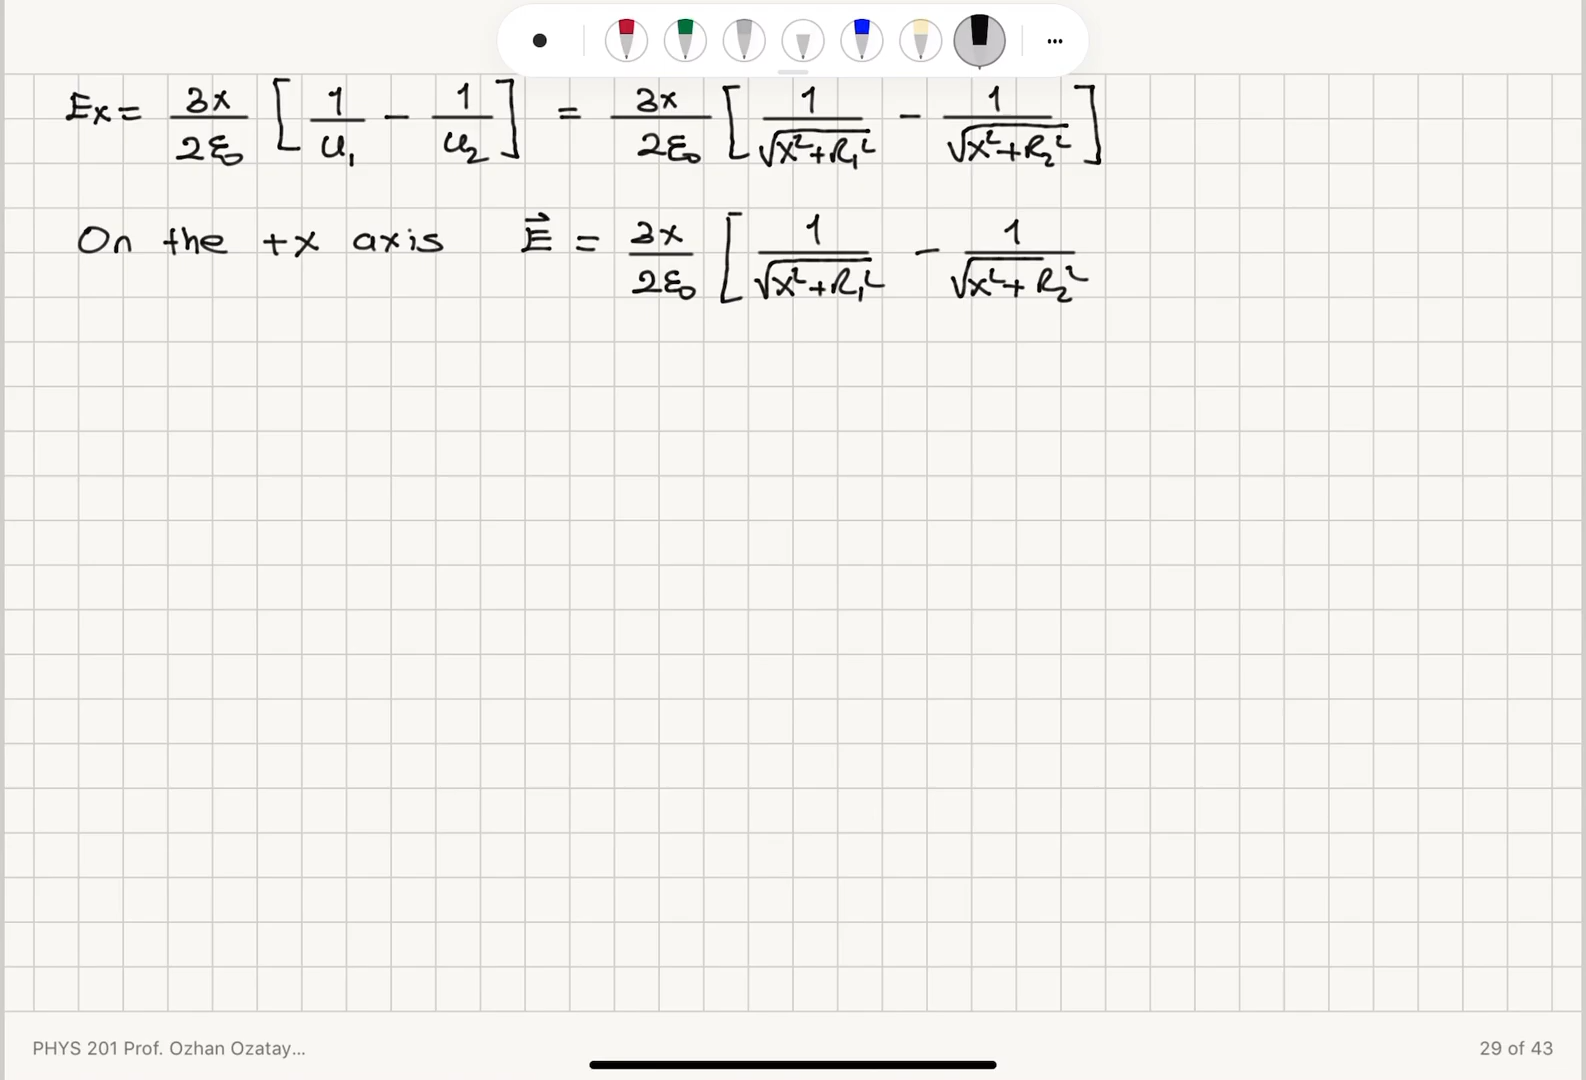 Ex = 3x/2ε₀ [1/u₁ − 1/u₂] = 3x/2ε₀ [1/√(x²+R₁²) − 1/√(x²+R₂²)]
On the +x axis E⃗ = 3x/2ε₀ [1/√(x²+R₁²) − 1/√(x²+R₂²)
PHYS 201 Prof. Ozhan Ozatay...
29 of 43